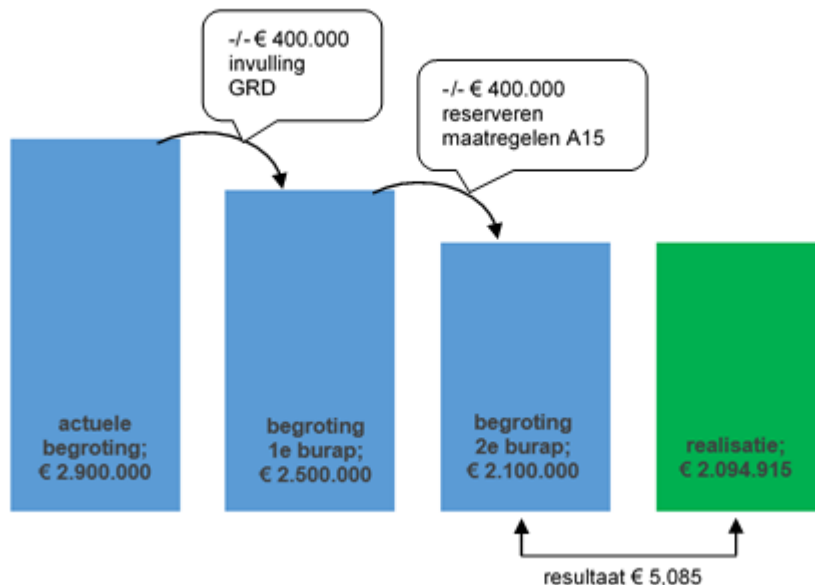 -/- € 400.000
invulling
GRD
-/- € 400.000
reserveren
maatregelen A15
actuele
begroting;
€ 2.900.000
begroting
1e burap;
€ 2.500.000
begroting
2e burap;
€ 2.100.000
realisatie;
€ 2.094.915
resultaat € 5.085